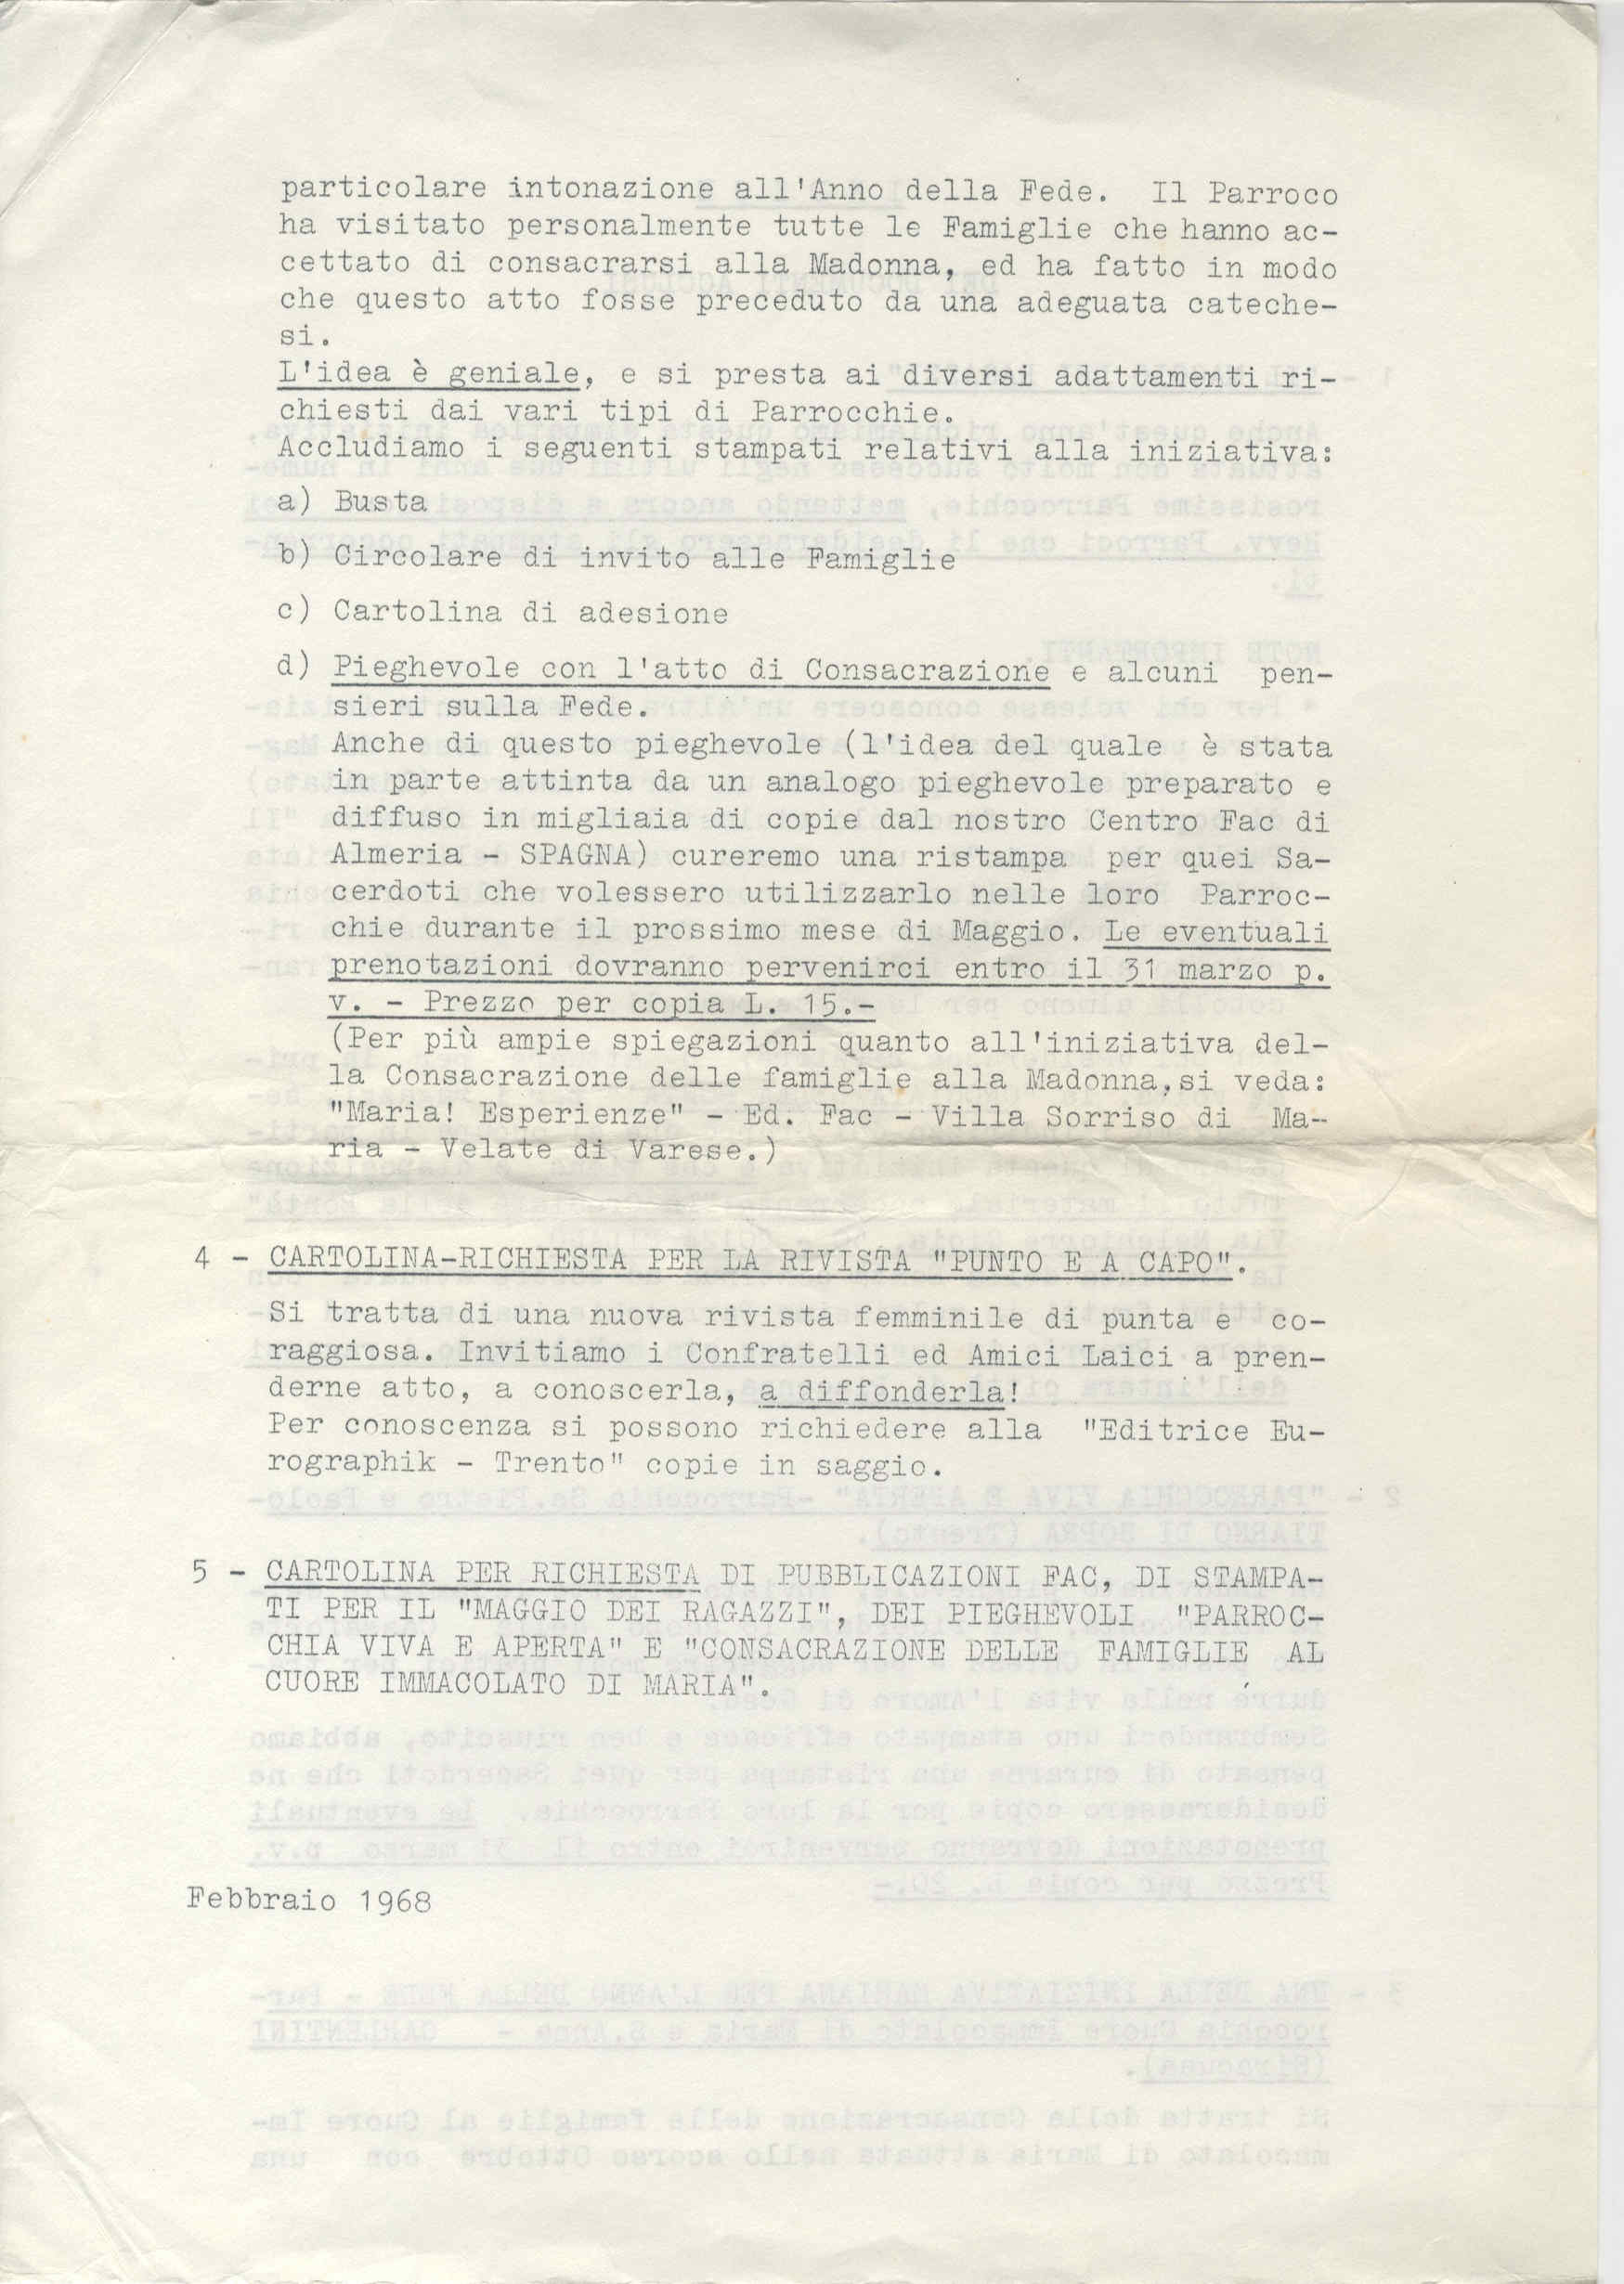 particolare intonazione all'Anno della Fede. Il Parroco
ha visitato personalmente tutte le Famiglie che hanno ac-
cettato di consacrarsi alla Madonna, ed ha fatto in modo
che questo atto fosse preceduto da una adeguata cateche-
si.
L'idea è geniale, e si presta ai diversi adattamenti ri-
chiesti dai vari tipi di Parrocchie.
Accludiamo i seguenti stampati relativi alla iniziativa:
a) Busta
b) Circolare di invito alle Famiglie
c) Cartolina di adesione
d) Pieghevole con l'atto di Consacrazione e alcuni pen-
sieri sulla Fede.
Anche di questo pieghevole (l'idea del quale è stata
in parte attinta da un analogo pieghevole preparato e
diffuso in migliaia di copie dal nostro Centro Fac di
Almeria - SPAGNA) cureremo una ristampa per quei Sa-
cerdoti che volessero utilizzarlo nelle loro Parroc-
chie durante il prossimo mese di Maggio. Le eventuali
prenotazioni dovranno pervenirci entro il 31 marzo p.
v. - Prezzo per copia L. 15.-
(Per più ampie spiegazioni quanto all'iniziativa del-
la Consacrazione delle famiglie alla Madonna,si veda:
"Maria! Esperienze" - Ed. Fac - Villa Sorriso di Ma-
ria - Velate di Varese.)
4 - CARTOLINA-RICHIESTA PER LA RIVISTA "PUNTO E A CAPO".
Si tratta di una nuova rivista femminile di punta e co-
raggiosa. Invitiamo i Confratelli ed Amici Laici a pren-
derne atto, a conoscerla, a diffonderla!
Per conoscenza si possono richiedere alla "Editrice Eu-
rographik - Trento" copie in saggio.
5 - CARTOLINA PER RICHIESTA DI PUBBLICAZIONI FAC, DI STAMPA-
TI PER IL "MAGGIO DEI RAGAZZI", DEI PIEGHEVOLI "PARROC-
CHIA VIVA E APERTA" E "CONSACRAZIONE DELLE FAMIGLIE AL
CUORE IMMACOLATO DI MARIA".
Febbraio 1968